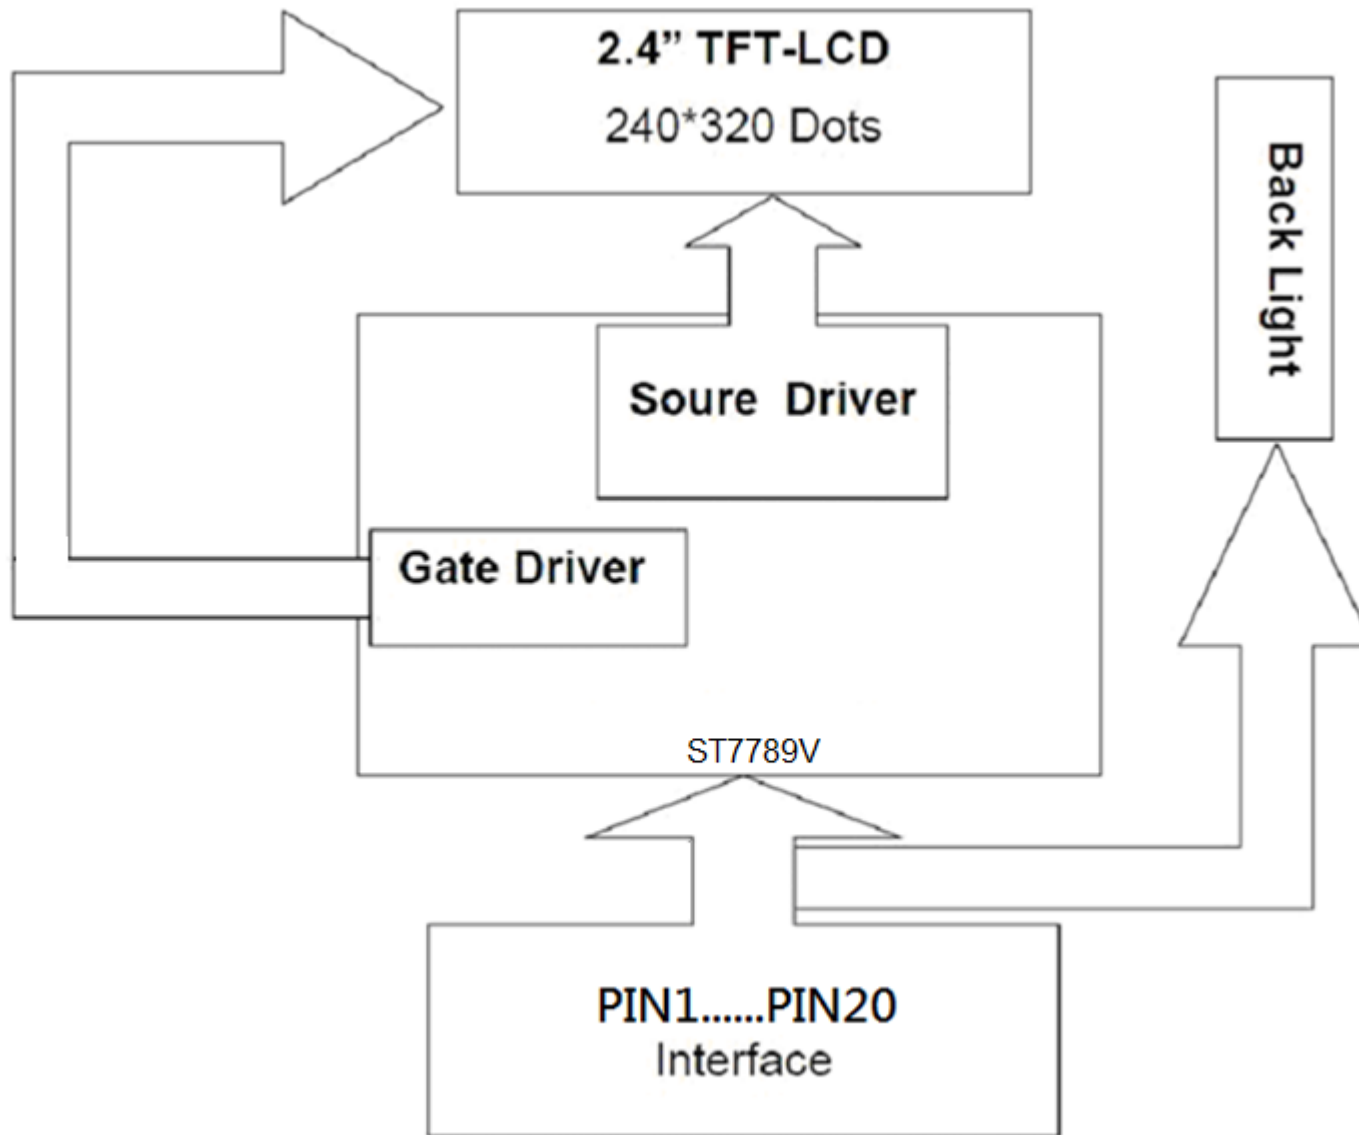 2.4” TFT-LCD
240*320 Dots
Back Light
Soure Driver
Gate Driver
ST7789V
PIN1......PIN20
Interface